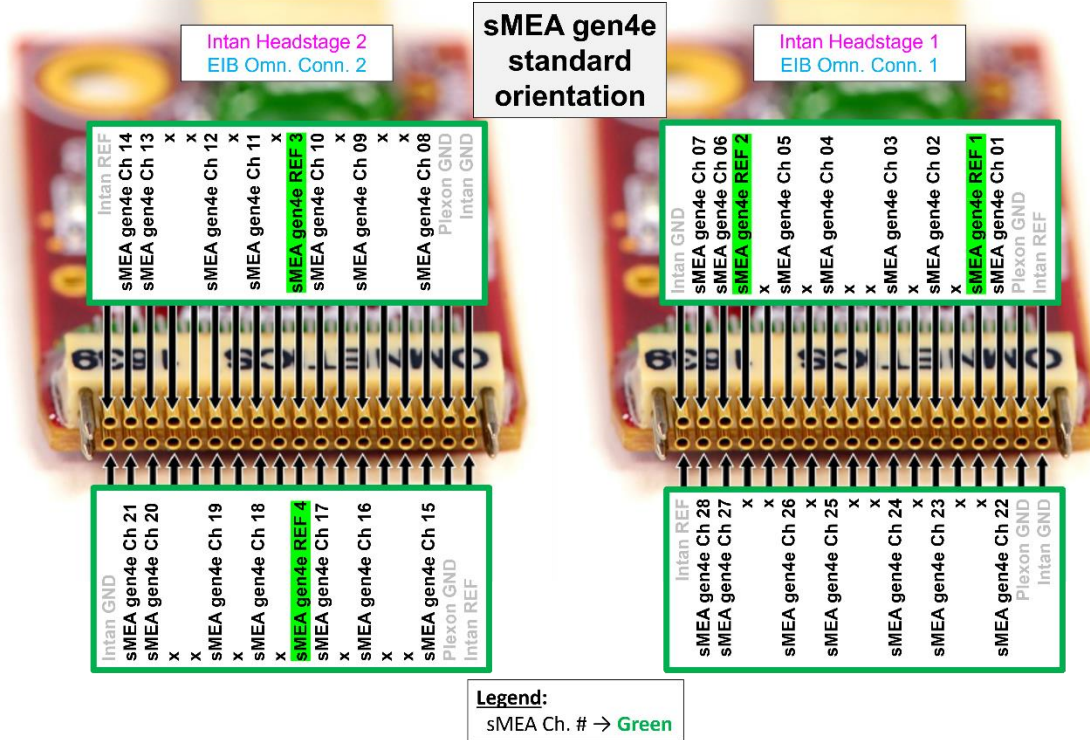 sMEA gen4e
standard
orientation
Intan Headstage 2
EIB Omn. Conn. 2
Intan REF
sMEA gen4e Ch 14
sMEA gen4e Ch 13
x
x
sMEA gen4e Ch 12
x
sMEA gen4e Ch 11
x
sMEA gen4e REF 3
sMEA gen4e Ch 10
x
sMEA gen4e Ch 09
x
x
sMEA gen4e Ch 08
Plexon GND
Intan GND
OMNETICS
Intan GND
sMEA gen4e Ch 21
sMEA gen4e Ch 20
x
x
sMEA gen4e Ch 19
x
sMEA gen4e Ch 18
x
sMEA gen4e REF 4
sMEA gen4e Ch 17
x
sMEA gen4e Ch 16
x
x
sMEA gen4e Ch 15
Plexon GND
Intan REF
Intan Headstage 1
EIB Omn. Conn. 1
Intan GND
sMEA gen4e Ch 07
sMEA gen4e Ch 06
sMEA gen4e REF 2
x
sMEA gen4e Ch 05
x
sMEA gen4e Ch 04
x
x
sMEA gen4e Ch 03
x
sMEA gen4e Ch 02
x
sMEA gen4e REF 1
sMEA gen4e Ch 01
Plexon GND
Intan REF
OMNETICS
Intan REF
sMEA gen4e Ch 28
sMEA gen4e Ch 27
x
x
sMEA gen4e Ch 26
x
sMEA gen4e Ch 25
x
x
sMEA gen4e Ch 24
x
sMEA gen4e Ch 23
x
x
sMEA gen4e Ch 22
Plexon GND
Intan GND
Legend:
sMEA Ch. # → Green